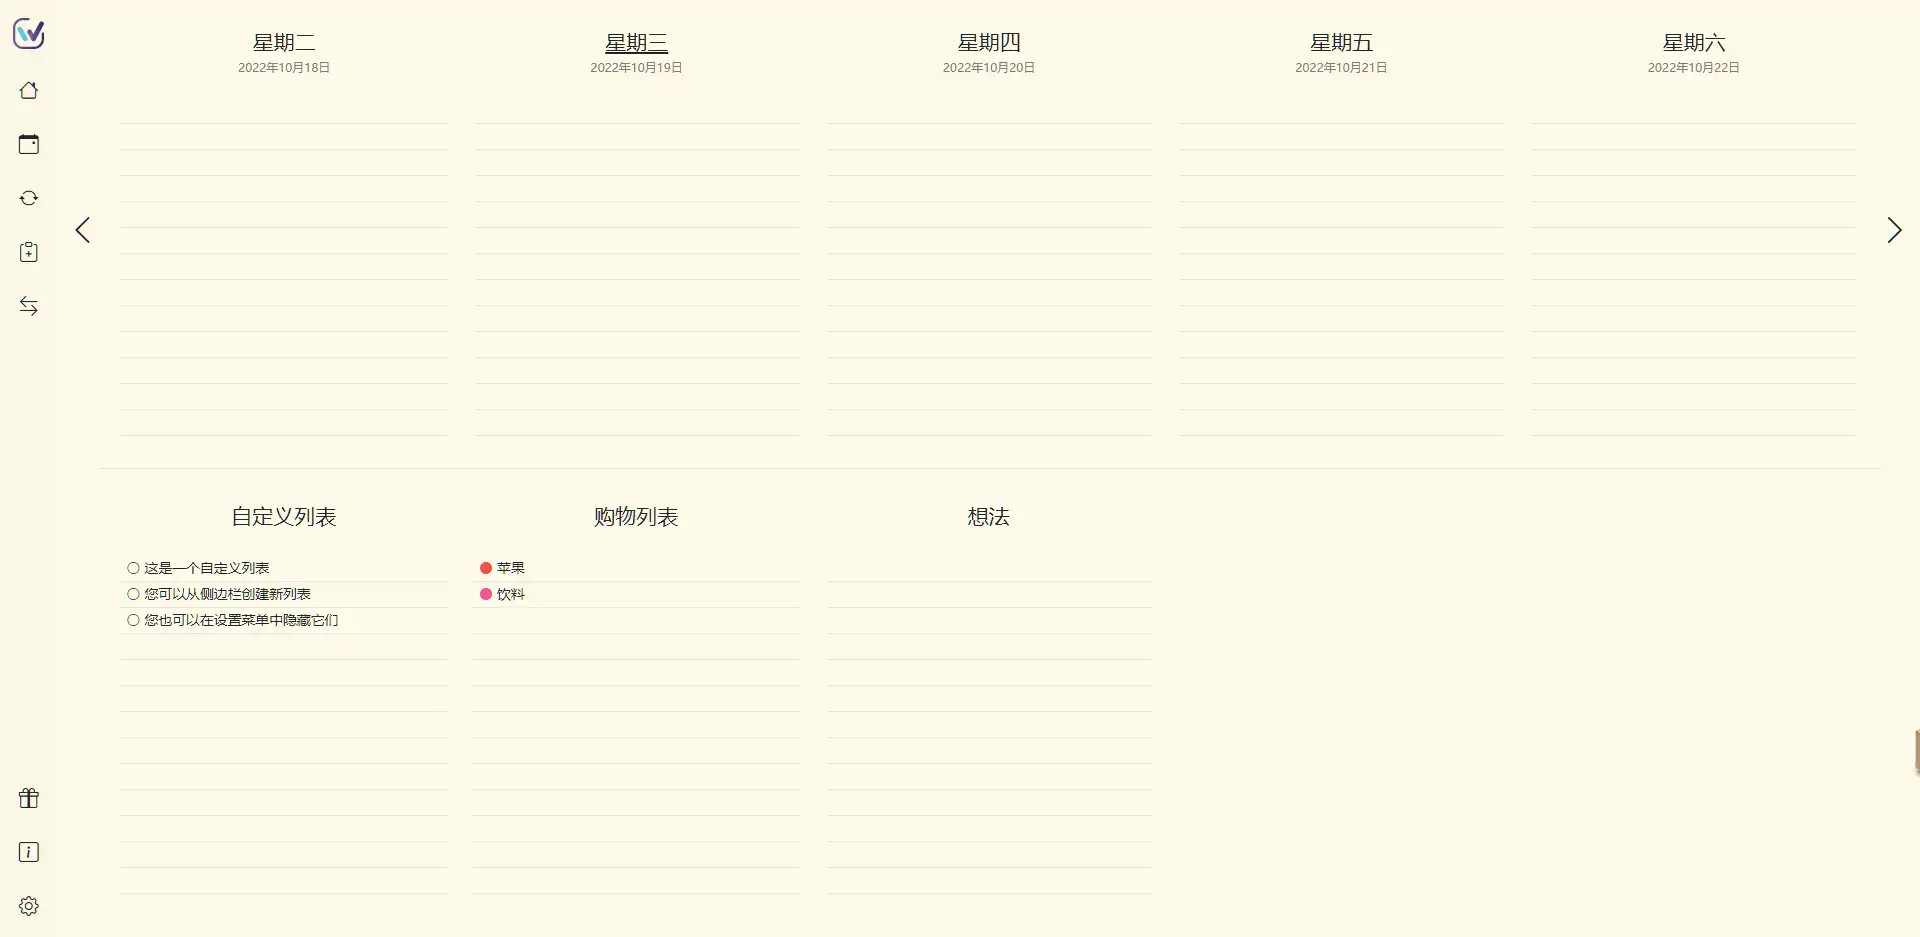 星期二
2022年10月18日
星期三
2022年10月19日
星期四
2022年10月20日
星期五
2022年10月21日
星期六
2022年10月22日
自定义列表
这是一个自定义列表
您可以从侧边栏创建新列表
您也可以在设置菜单中隐藏它们
购物列表
苹果
饮料
想法